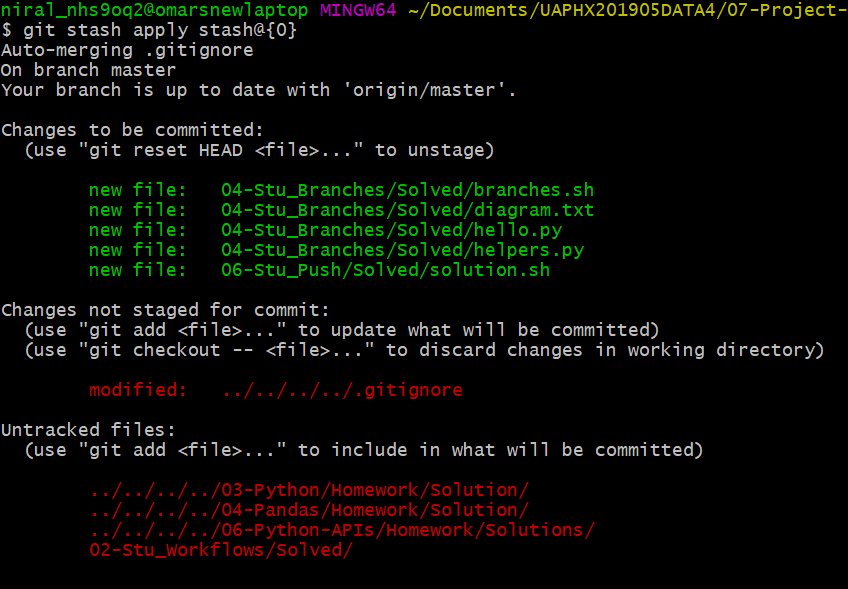 niral_nhs9oq2@omarsnewlaptop MINGW64 ~/Documents/UAPHX201905DATA4/07-Project-
$ git stash apply stash@{0}
Auto-merging .gitignore
On branch master
Your branch is up to date with 'origin/master'.
Changes to be committed:
  (use "git reset HEAD <file>..." to unstage)
        new file:   04-Stu_Branches/Solved/branches.sh
        new file:   04-Stu_Branches/Solved/diagram.txt
        new file:   04-Stu_Branches/Solved/hello.py
        new file:   04-Stu_Branches/Solved/helpers.py
        new file:   06-Stu_Push/Solved/solution.sh
Changes not staged for commit:
  (use "git add <file>..." to update what will be committed)
  (use "git checkout -- <file>..." to discard changes in working directory)
        modified:   ../../../../.gitignore
Untracked files:
  (use "git add <file>..." to include in what will be committed)
        ../../../../03-Python/Homework/Solution/
        ../../../../04-Pandas/Homework/Solution/
        ../../../../06-Python-APIs/Homework/Solutions/
        02-Stu_Workflows/Solved/